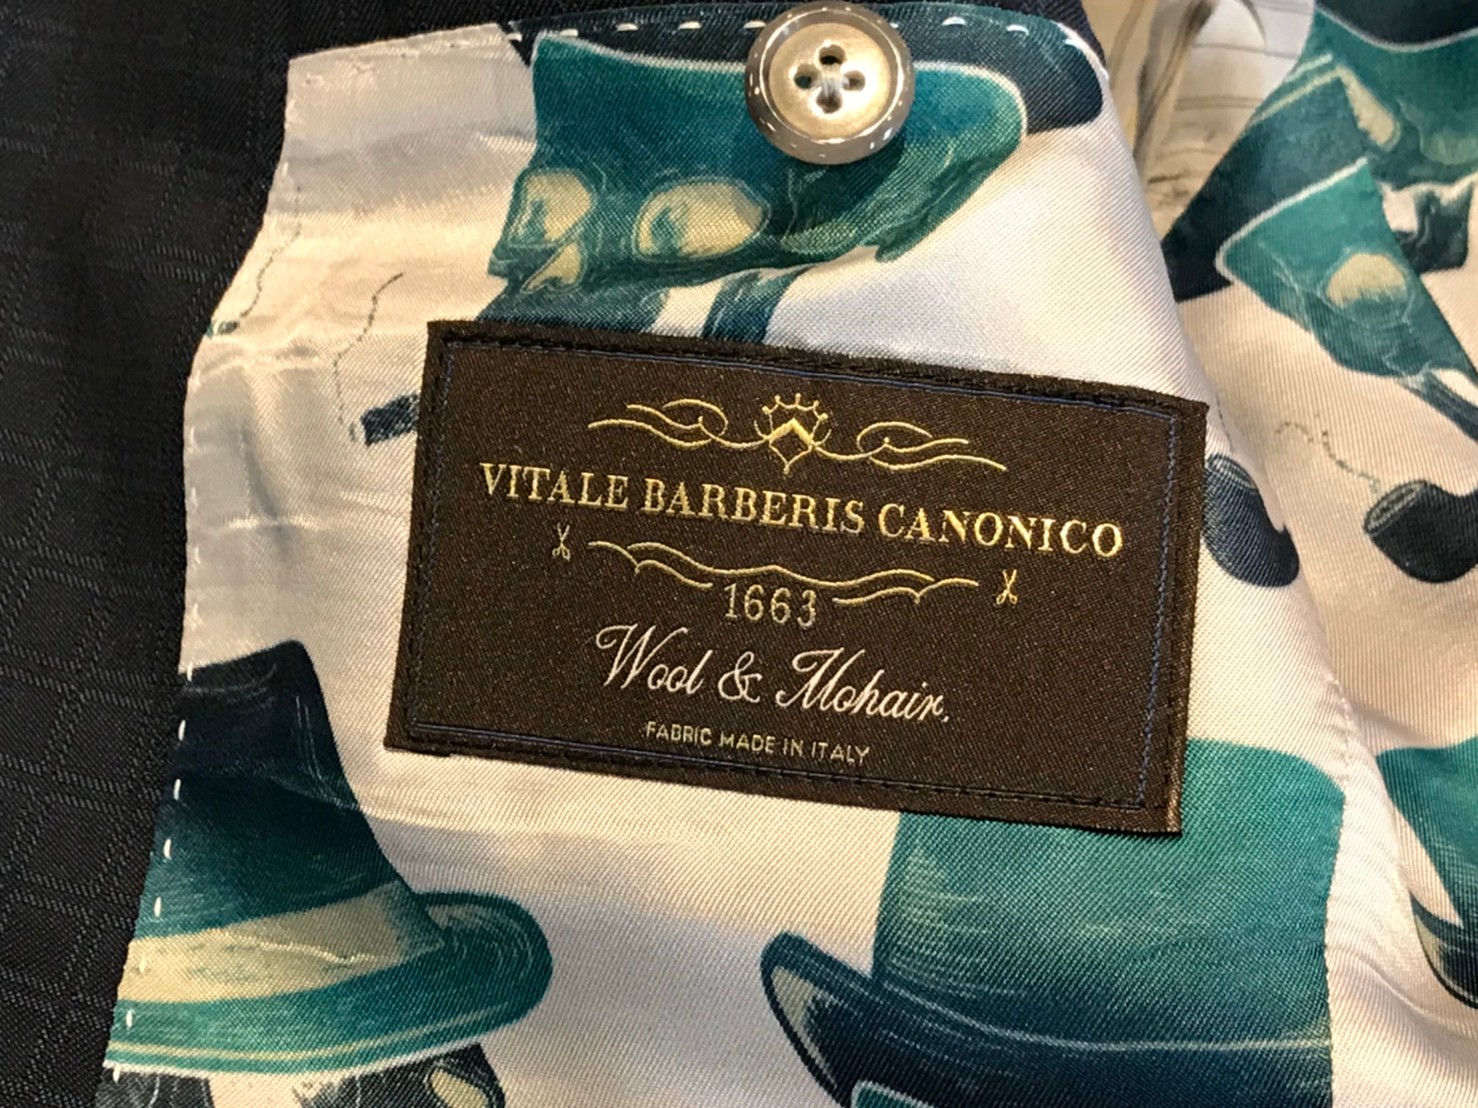 VITALE BARBERIS CANONICO
1663
Wool & Mohair.
FABRIC MADE IN ITALY